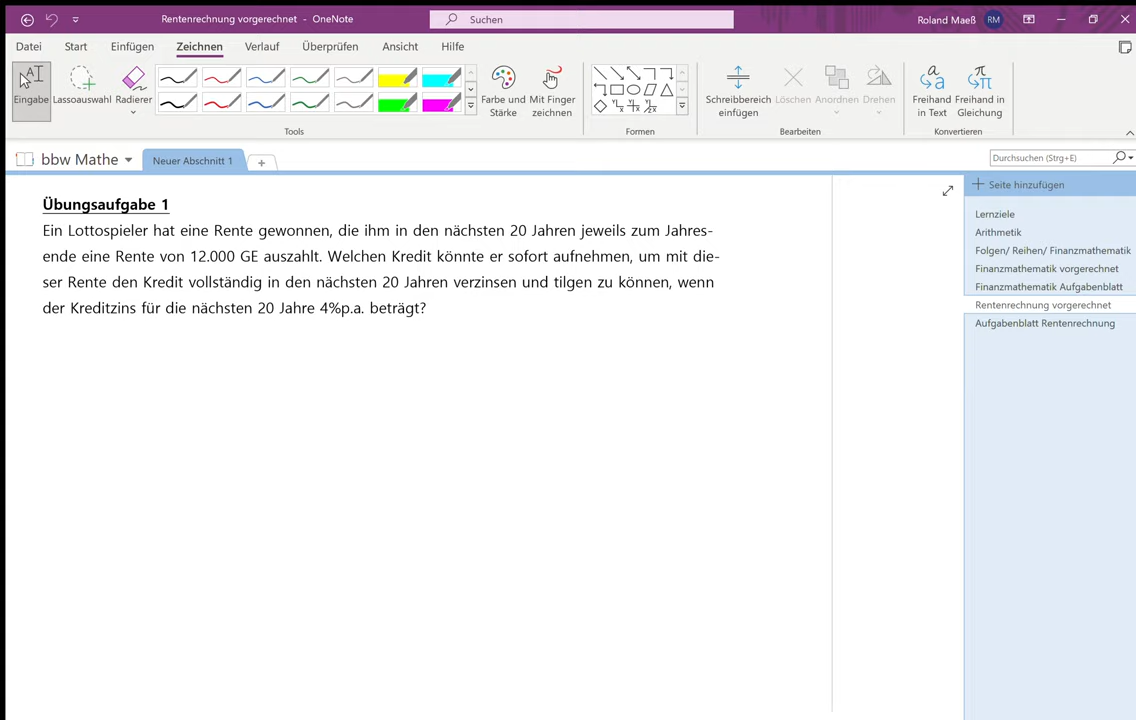 Rentenrechnung vorgerechnet - OneNote
Suchen
Roland Maeß RM
Datei Start Einfügen Zeichnen Verlauf Überprüfen Ansicht Hilfe
Eingabe Lassoauswahl Radierer Farbe und Stärke Mit Finger zeichnen
Schreibbereich einfügen Löschen Anordnen Drehen Freihand in Text Freihand in Gleichung
Tools Formen Bearbeiten Konvertieren
bbw Mathe Neuer Abschnitt 1
Durchsuchen (Strg+E)
Übungsaufgabe 1
Ein Lottospieler hat eine Rente gewonnen, die ihm in den nächsten 20 Jahren jeweils zum Jahres-
ende eine Rente von 12.000 GE auszahlt. Welchen Kredit könnte er sofort aufnehmen, um mit die-
ser Rente den Kredit vollständig in den nächsten 20 Jahren verzinsen und tilgen zu können, wenn
der Kreditzins für die nächsten 20 Jahre 4%p.a. beträgt?
Seite hinzufügen
Lernziele
Arithmetik
Folgen/ Reihen/ Finanzmathematik
Finanzmathematik vorgerechnet
Finanzmathematik Aufgabenblatt
Rentenrechnung vorgerechnet
Aufgabenblatt Rentenrechnung